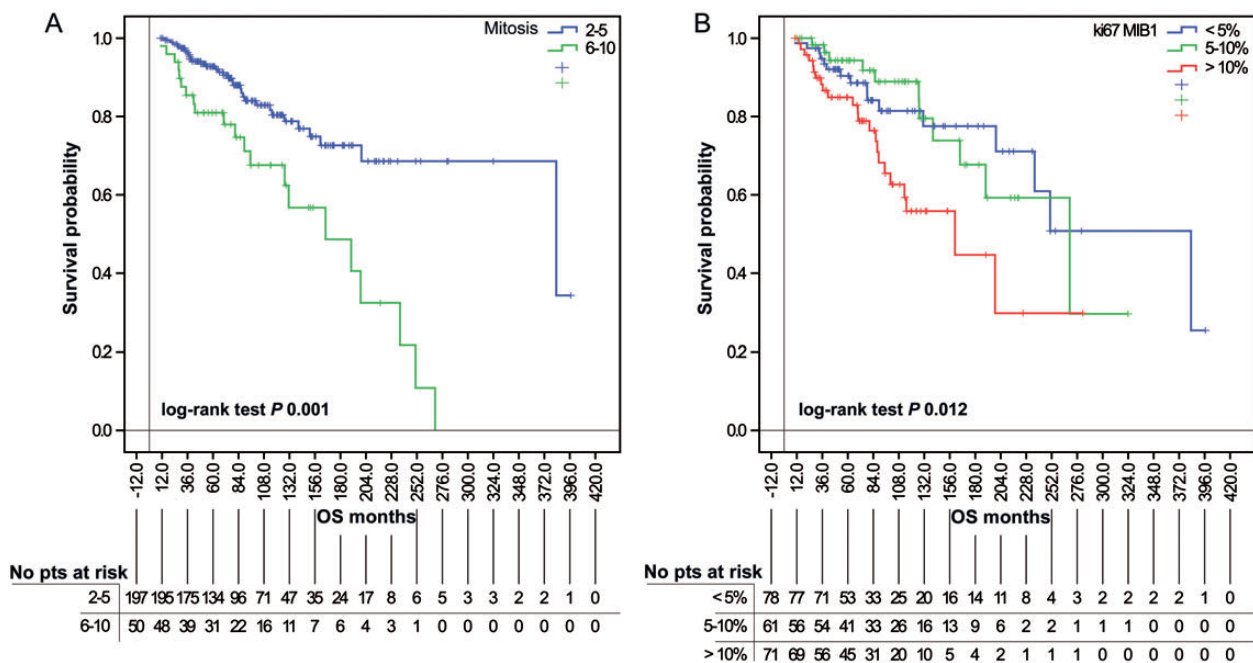 A
Mitosis
2-5
6-10
Survival probability
1.0
0.8
0.6
0.4
0.2
0.0
log-rank test P 0.001
-12.0 12.0 36.0 60.0 84.0 108.0 132.0 156.0 180.0 204.0 228.0 252.0 276.0 300.0 324.0 348.0 372.0 396.0 420.0
OS months
No pts at risk
2-5 197 195 175 134 96 71 47 35 24 17 8 6 5 3 3 2 2 1 0
6-10 50 48 39 31 22 16 11 7 6 4 3 1 0 0 0 0 0 0 0
B
ki67 MIB1
< 5%
5-10%
> 10%
Survival probability
1.0
0.8
0.6
0.4
0.2
0.0
log-rank test P 0.012
-12.0 12.0 36.0 60.0 84.0 108.0 132.0 156.0 180.0 204.0 228.0 252.0 276.0 300.0 324.0 348.0 372.0 396.0 420.0
OS months
No pts at risk
< 5% 78 77 71 53 33 25 20 16 14 11 8 4 3 2 2 2 2 1 0
5-10% 61 56 54 41 33 26 16 13 9 6 2 2 1 1 1 0 0 0 0
> 10% 71 69 56 45 31 20 10 5 4 2 1 1 1 0 0 0 0 0 0